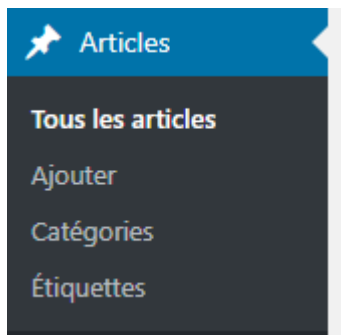 Articles
Tous les articles
Ajouter
Catégories
Étiquettes